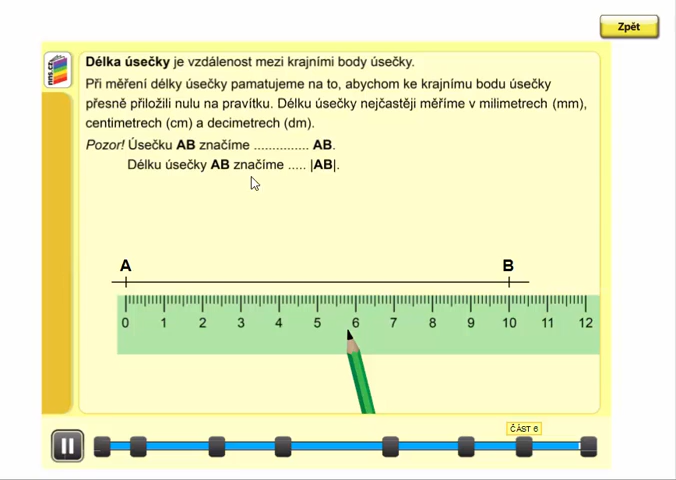 Zpět
nns.cz
Délka úsečky je vzdálenost mezi krajními body úsečky.
Při měření délky úsečky pamatujeme na to, abychom ke krajnímu bodu úsečky
přesně přiložili nulu na pravítku. Délku úsečky nejčastěji měříme v milimetrech (mm),
centimetrech (cm) a decimetrech (dm).
Pozor! Úsečku AB značíme ............... AB.
Délku úsečky AB značíme ..... |AB|.
A B
0 1 2 3 4 5 6 7 8 9 10 11 12
ČÁST 6